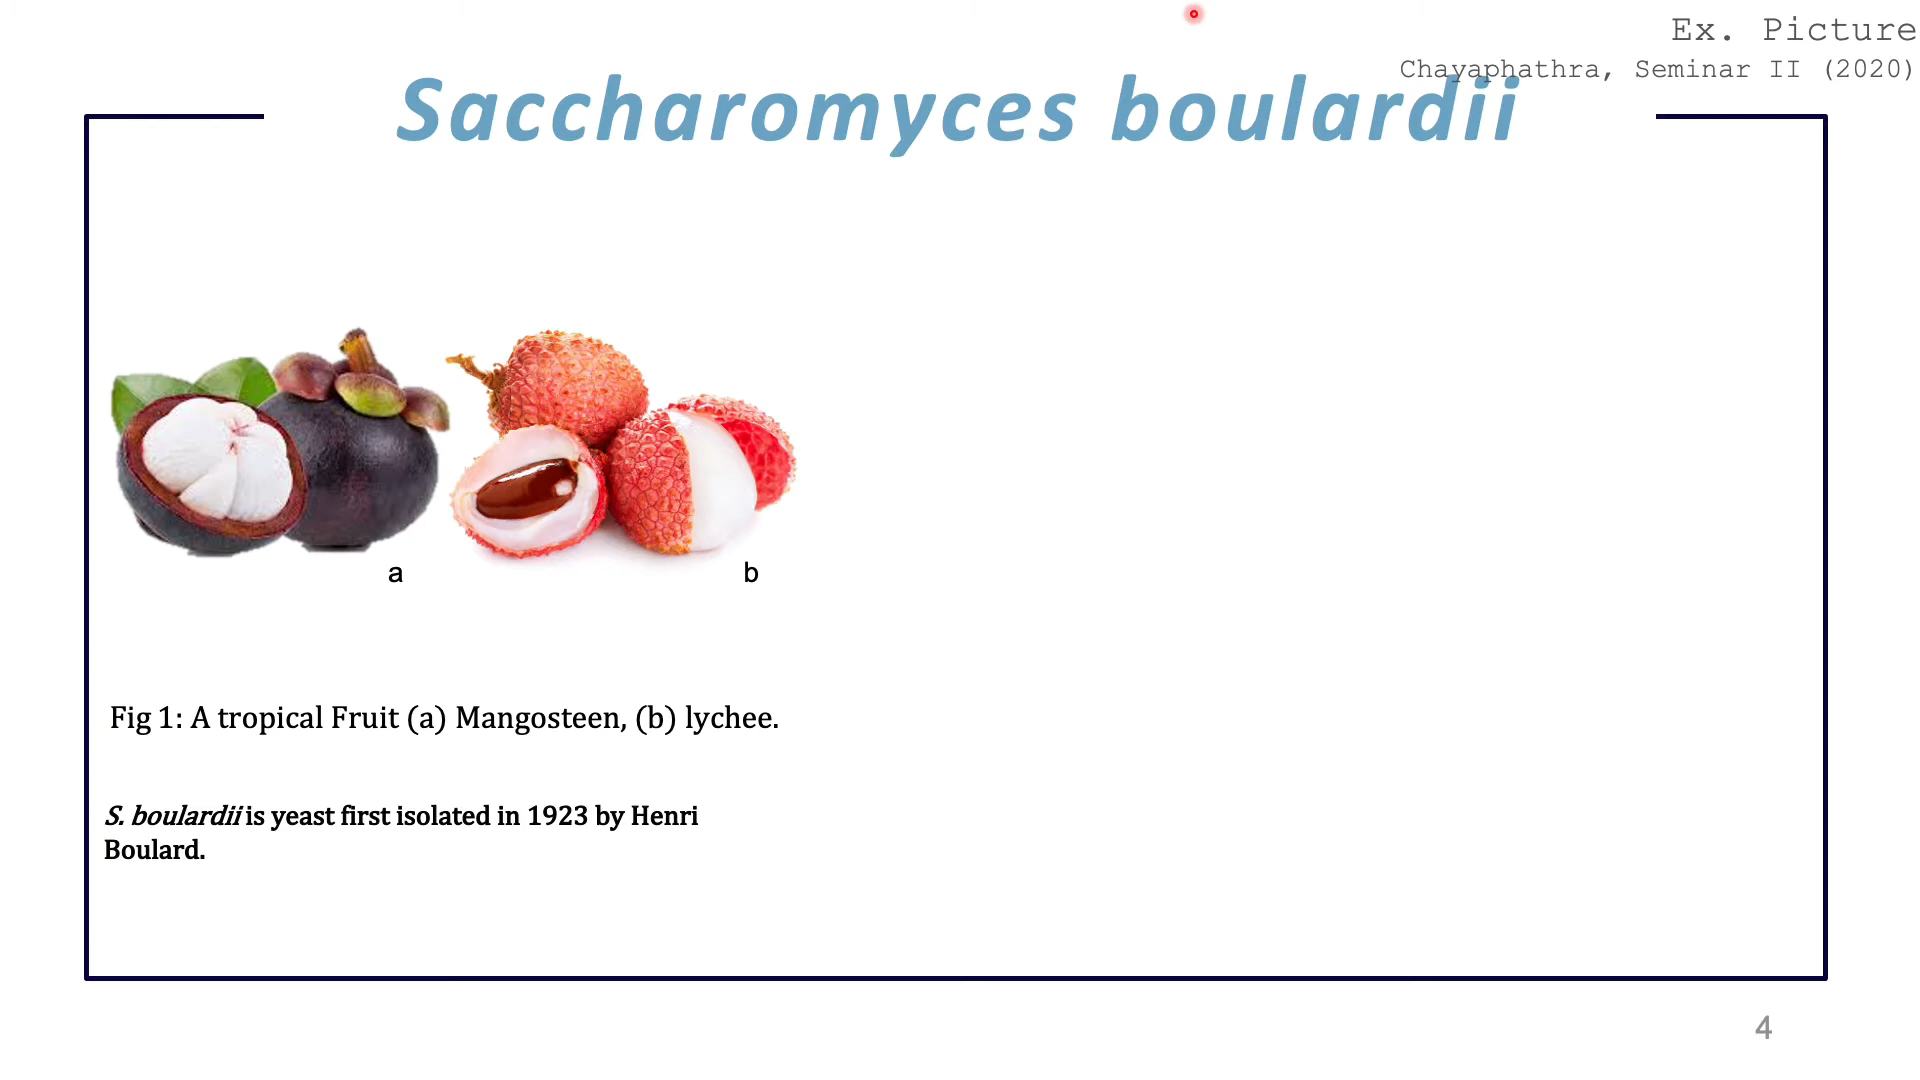 Ex. Picture
Chayaphathra, Seminar II (2020)
Saccharomyces boulardii
a
b
Fig 1: A tropical Fruit (a) Mangosteen, (b) lychee.
S. boulardii is yeast first isolated in 1923 by Henri
Boulard.
4